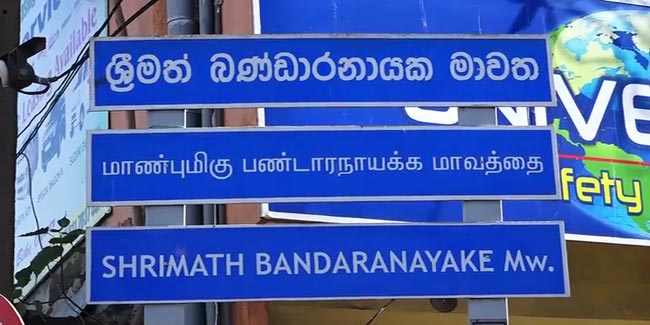 ශ්‍රීමත් බණ්ඩාරනායක මාවත
மாண்புமிகு பண்டாரநாயக்க மாவத்தை
SHRIMATH BANDARANAYAKE Mw.